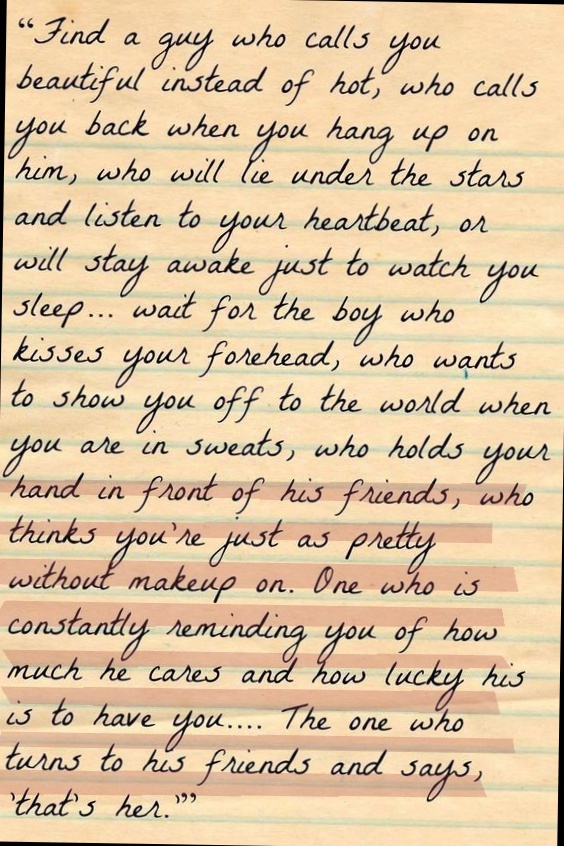 “Find a guy who calls you
beautiful instead of hot, who calls
you back when you hang up on
him, who will lie under the stars
and listen to your heartbeat, or
will stay awake just to watch you
sleep... wait for the boy who
kisses your forehead, who wants
to show you off to the world when
you are in sweats, who holds your
hand in front of his friends, who
thinks you're just as pretty
without makeup on. One who is
constantly reminding you of how
much he cares and how lucky his
is to have you.... The one who
turns to his friends and says,
'that's her.'”